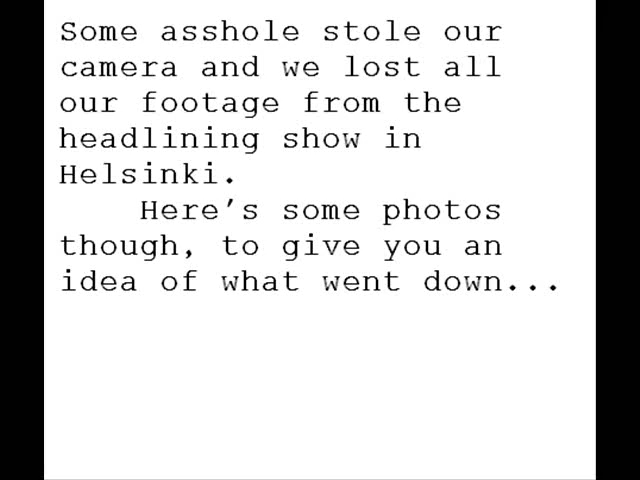 Some asshole stole our
camera and we lost all
our footage from the
headlining show in
Helsinki.
Here's some photos
though, to give you an
idea of what went down...